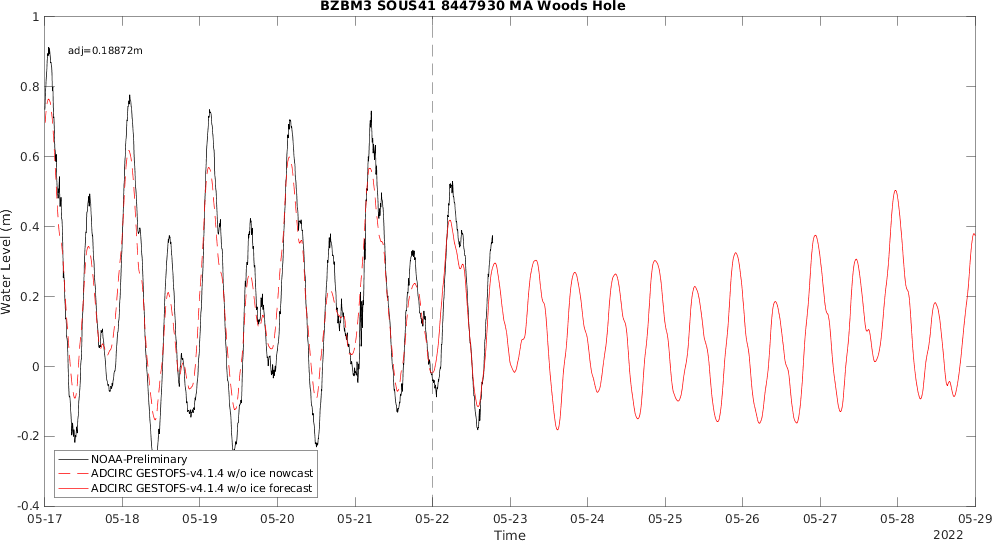 BZBM3 SOUS41 8447930 MA Woods Hole
adj=0.18872m
1
0.8
0.6
0.4
0.2
0
-0.2
-0.4
Water Level (m)
NOAA-Preliminary
ADCIRC GESTOFS-v4.1.4 w/o ice nowcast
ADCIRC GESTOFS-v4.1.4 w/o ice forecast
05-17 05-18 05-19 05-20 05-21 05-22 05-23 05-24 05-25 05-26 05-27 05-28 05-29
Time
2022